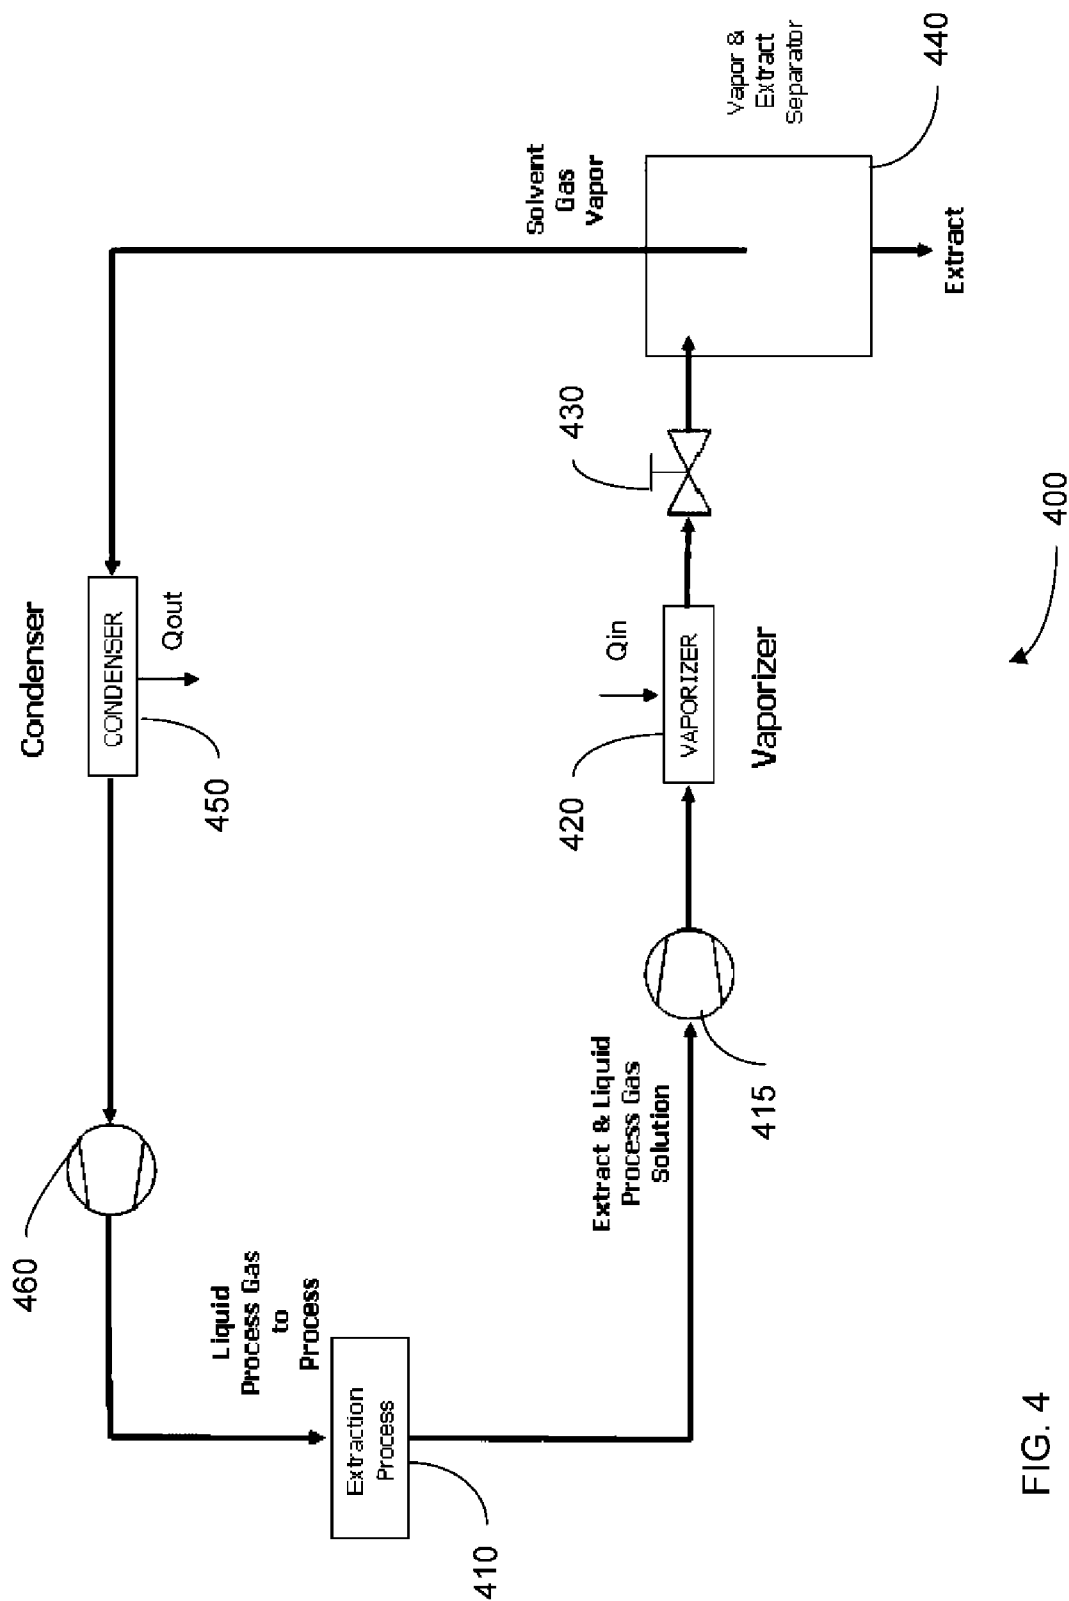 Condenser
CONDENSER
Qout
450
460
Liquid
Process Gas
to
Process
Extraction
Process
410
Extract & Liquid
Process Gas
Solution
415
Qin
VAPORIZER
420
Vaporizer
430
Solvent
Gas
Vapor
Vapor &
Extract
Separator
440
Extract
400
FIG. 4